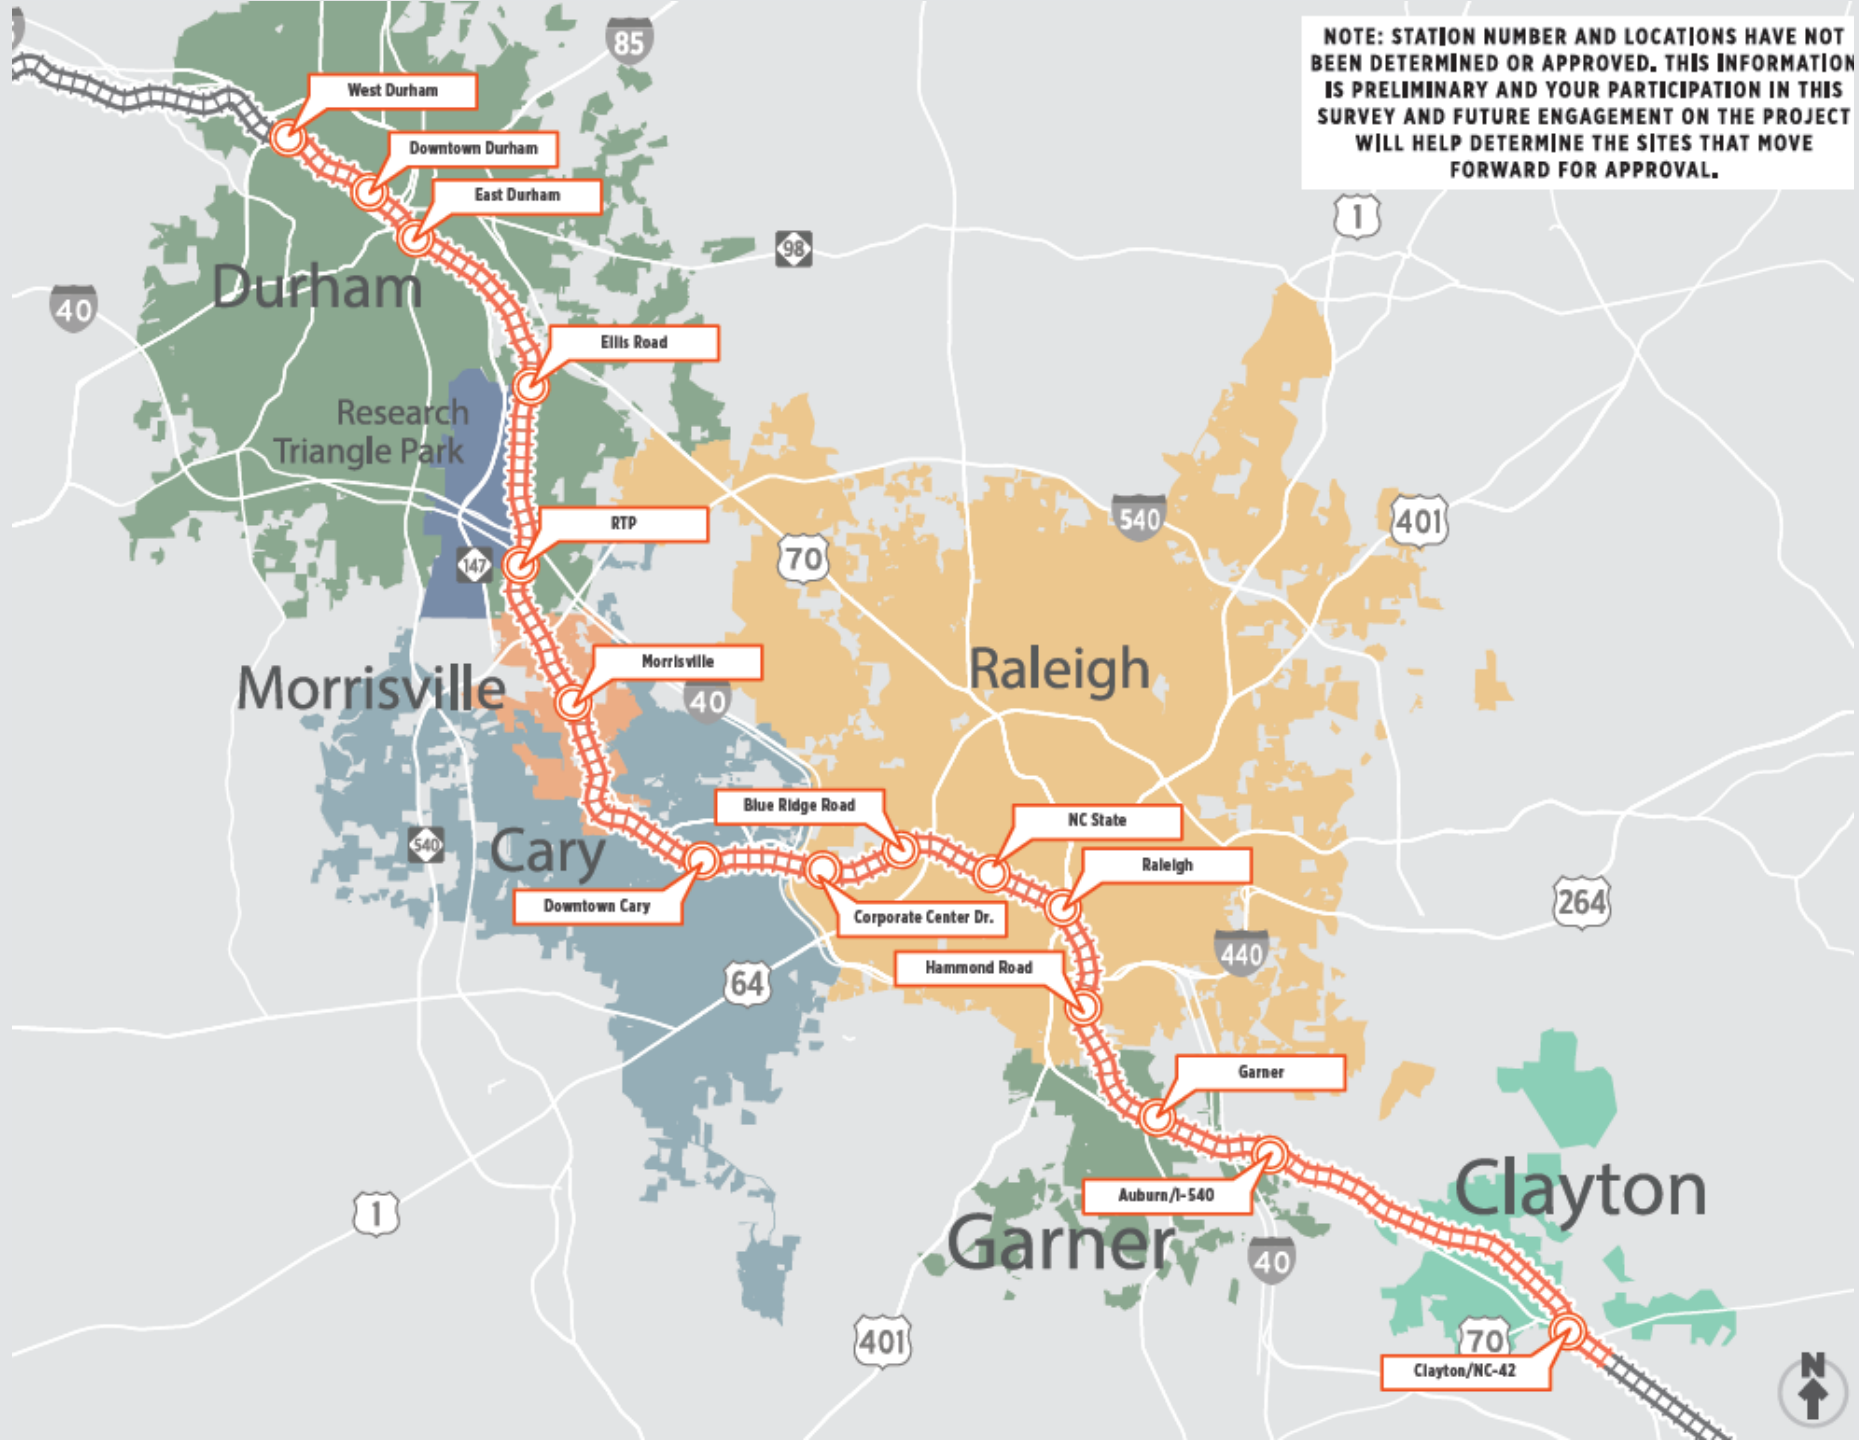 NOTE: STATION NUMBER AND LOCATIONS HAVE NOT
BEEN DETERMINED OR APPROVED. THIS INFORMATION
IS PRELIMINARY AND YOUR PARTICIPATION IN THIS
SURVEY AND FUTURE ENGAGEMENT ON THE PROJECT
WILL HELP DETERMINE THE SITES THAT MOVE
FORWARD FOR APPROVAL.
85
West Durham
Downtown Durham
East Durham
1
98
Durham
40
Ellis Road
Research
Triangle Park
RTP
540
401
70
147
Morrisville
Raleigh
Morrisville
40
Blue Ridge Road
NC State
540
Cary
Raleigh
Downtown Cary
Corporate Center Dr.
264
440
Hammond Road
64
Garner
Clayton
Auburn/I-540
1
Garner
40
401
70
Clayton/NC-42
N